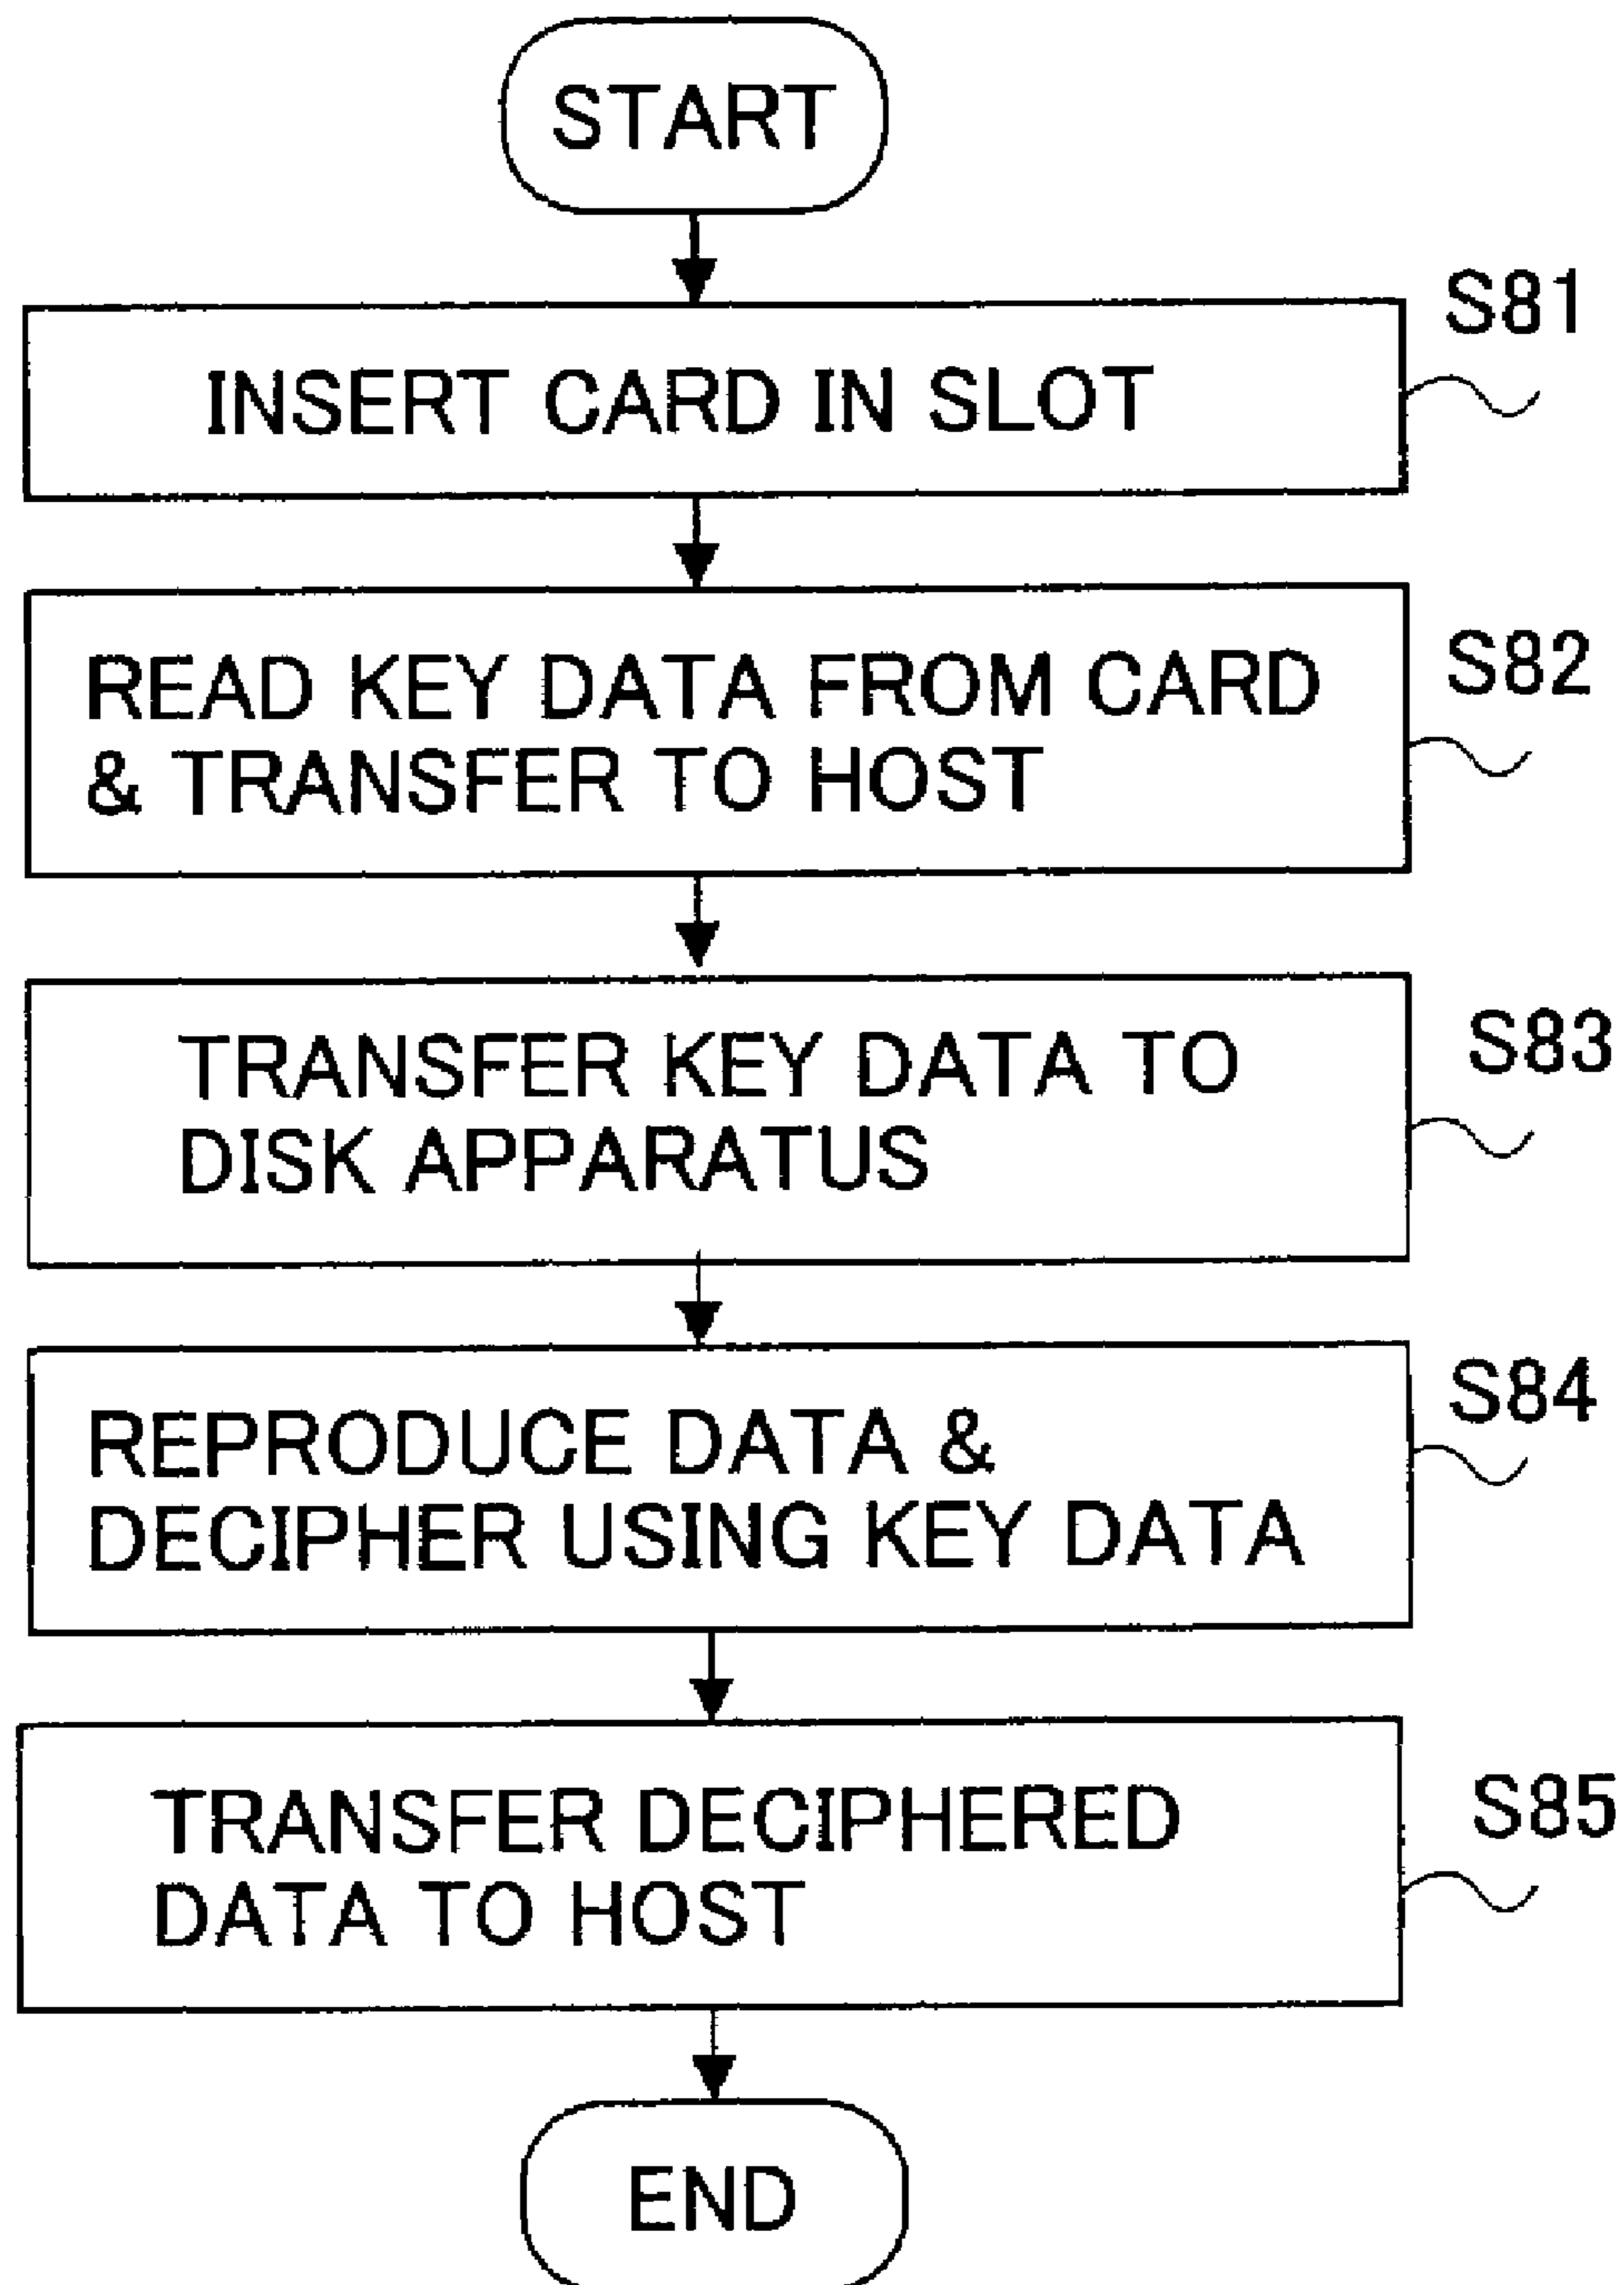 START
S81
INSERT CARD IN SLOT
S82
READ KEY DATA FROM CARD
& TRANSFER TO HOST
S83
TRANSFER KEY DATA TO
DISK APPARATUS
S84
REPRODUCE DATA &
DECIPHER USING KEY DATA
S85
TRANSFER DECIPHERED
DATA TO HOST
END